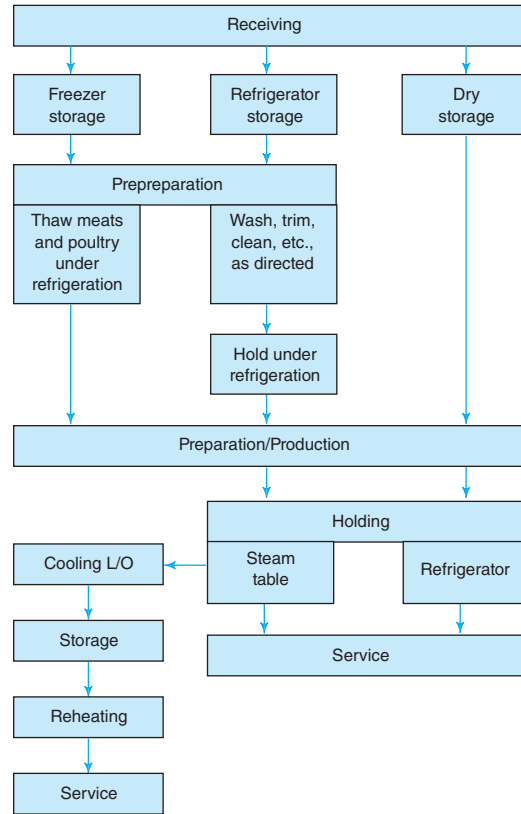 Receiving
Freezer
storage
Refrigerator
storage
Dry
storage
Prepreparation
Thaw meats
and poultry
under
refrigeration
Wash, trim,
clean, etc.,
as directed
Hold under
refrigeration
Preparation/Production
Holding
Steam
table
Refrigerator
Cooling L/O
Service
Storage
Reheating
Service